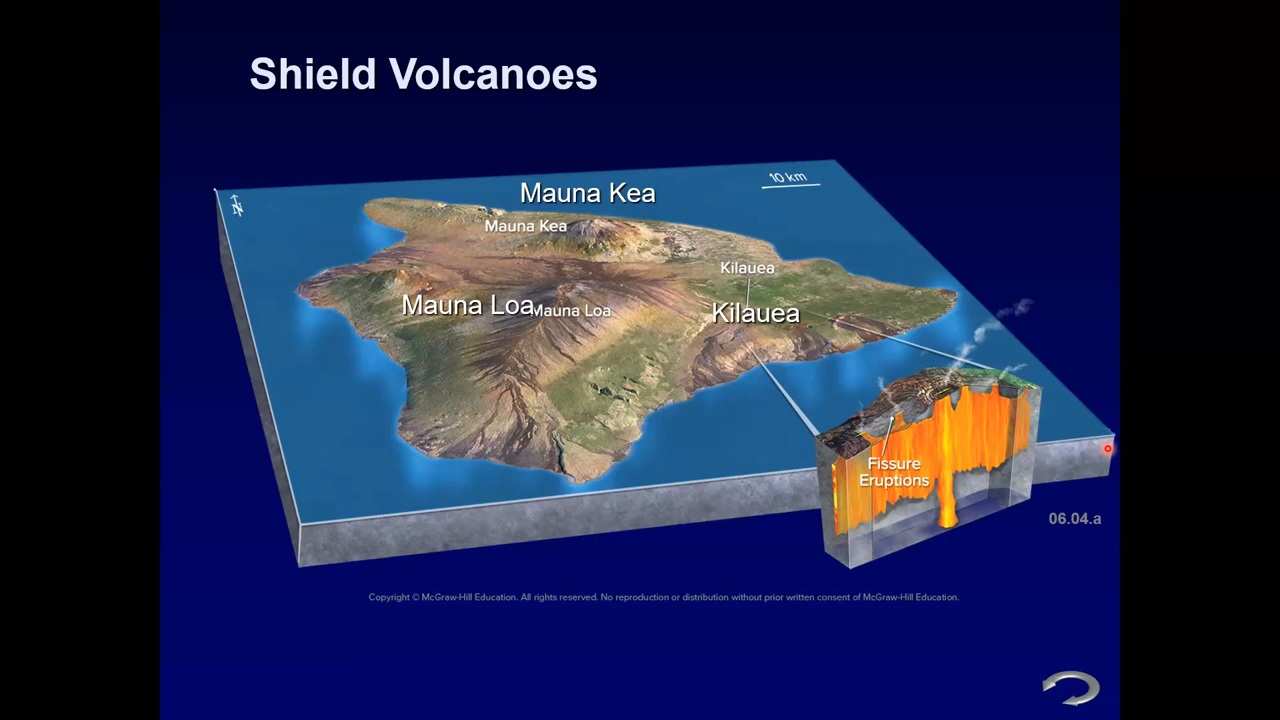 Shield Volcanoes
10 km
N
Mauna Kea
Mauna Kea
Kilauea
Mauna Loa
Mauna Loa
Kilauea
Fissure
Eruptions
06.04.a
Copyright © McGraw-Hill Education. All rights reserved. No reproduction or distribution without prior written consent of McGraw-Hill Education.